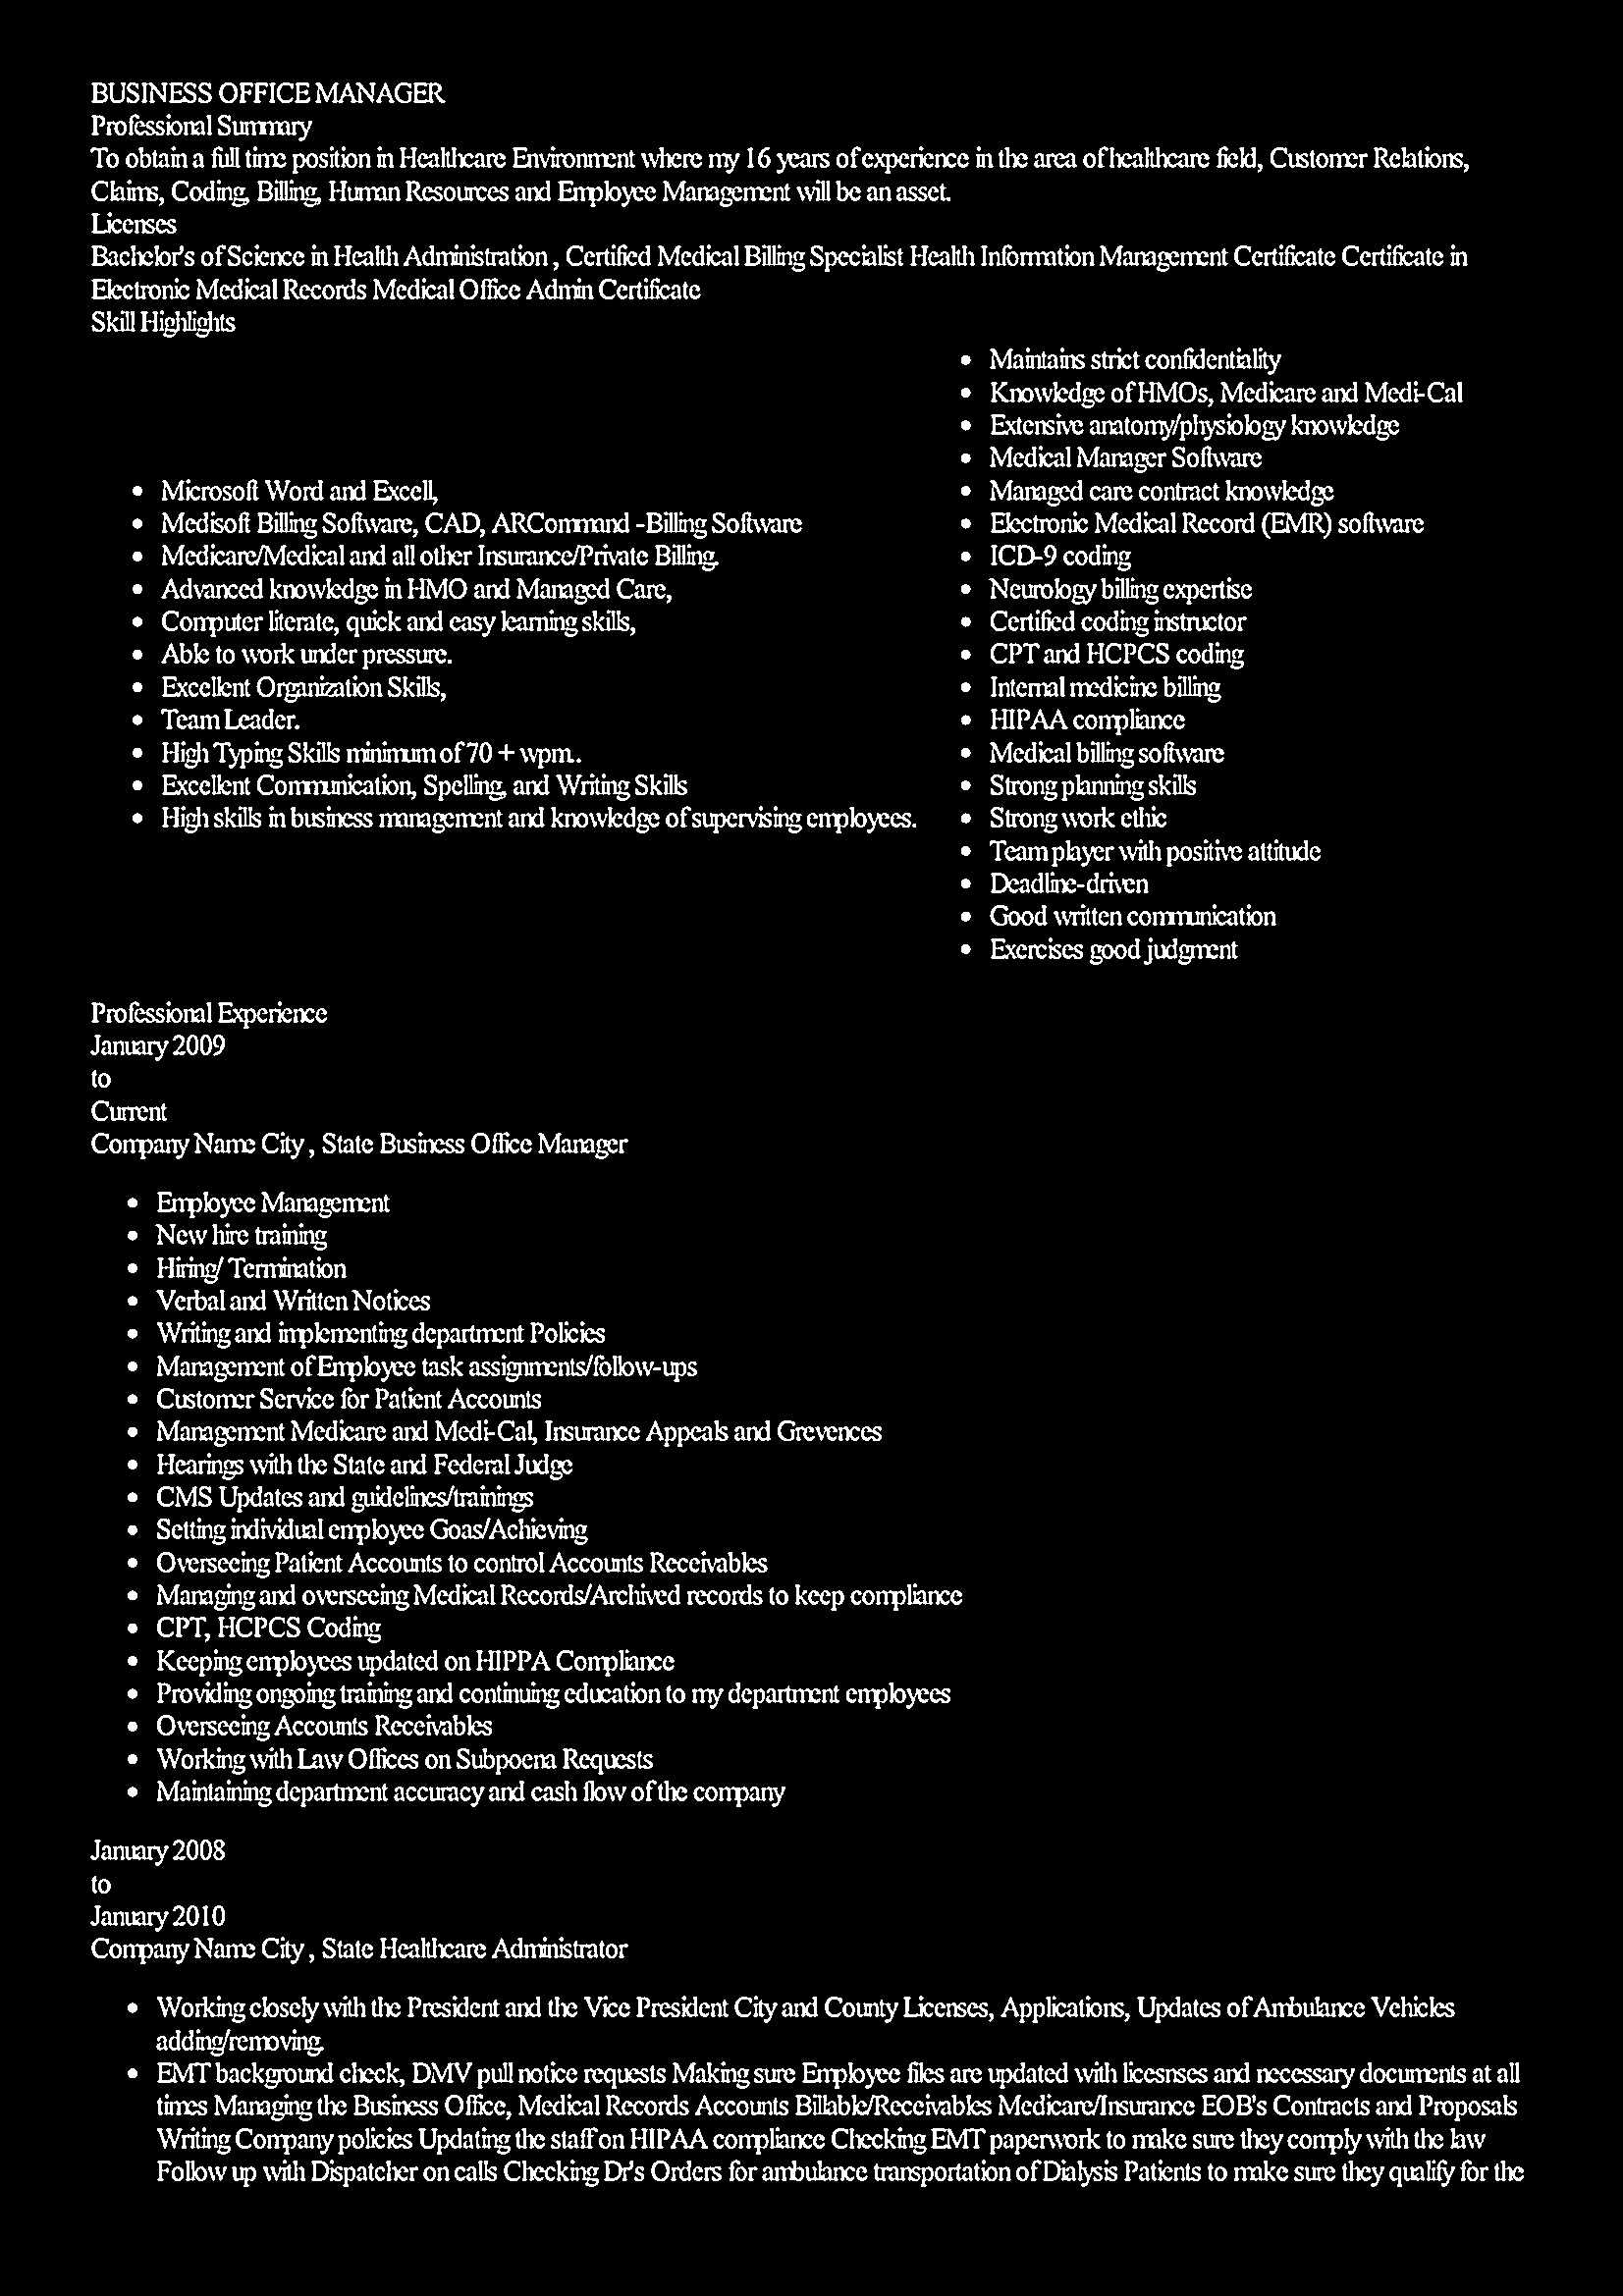 BUSINESS OFFICE MANAGER
Professional Summary
To obtain a full time position in Healthcare Environment where my 16 years of experience in the area of healthcare field, Customer Relations,
Claims, Coding, Billing, Human Resources and Employee Management will be an asset.
Licenses
Bachelor's of Science in Health Administration , Certified Medical Billing Specialist Health Information Management Certificate Certificate in
Electronic Medical Records Medical Office Admin Certificate
Skill Highlights
• Microsoft Word and Excell,
• Medisoft Billing Software, CAD, ARCommand -Billing Software
• Medicare/Medical and all other Insurance/Private Billing.
• Advanced knowledge in HMO and Managed Care,
• Computer literate, quick and easy learning skills,
• Able to work under pressure.
• Excellent Organization Skills,
• Team Leader.
• High Typing Skills minimum of 70 + wpm..
• Excellent Communication, Spelling, and Writing Skills
• High skills in business management and knowledge of supervising employees.
• Maintains strict confidentiality
• Knowledge of HMOs, Medicare and Medi-Cal
• Extensive anatomy/physiology knowledge
• Medical Manager Software
• Managed care contract knowledge
• Electronic Medical Record (EMR) software
• ICD-9 coding
• Neurology billing expertise
• Certified coding instructor
• CPT and HCPCS coding
• Internal medicine billing
• HIPAA compliance
• Medical billing software
• Strong planning skills
• Strong work ethic
• Team player with positive attitude
• Deadline-driven
• Good written communication
• Exercises good judgment
Professional Experience
January 2009
to
Current
Company Name City , State Business Office Manager
• Employee Management
• New hire training
• Hiring/ Termination
• Verbal and Written Notices
• Writing and implementing department Policies
• Management of Employee task assignments/follow-ups
• Customer Service for Patient Accounts
• Management Medicare and Medi-Cal, Insurance Appeals and Grevences
• Hearings with the State and Federal Judge
• CMS Updates and guidelines/trainings
• Setting individual employee Goas/Achieving
• Overseeing Patient Accounts to control Accounts Receivables
• Managing and overseeing Medical Records/Archived records to keep compliance
• CPT, HCPCS Coding
• Keeping employees updated on HIPPA Compliance
• Providing ongoing training and continuing education to my department employees
• Overseeing Accounts Receivables
• Working with Law Offices on Subpoena Requests
• Maintaining department accuracy and cash flow of the company
January 2008
to
January 2010
Company Name City , State Healthcare Administrator
• Working closely with the President and the Vice President City and County Licenses, Applications, Updates of Ambulance Vehicles
adding/removing.
• EMT background check, DMV pull notice requests Making sure Employee files are updated with licesnses and necessary documents at all
times Managing the Business Office, Medical Records Accounts Billable/Receivables Medicare/Insurance EOB's Contracts and Proposals
Writing Company policies Updating the staff on HIPAA compliance Checking EMT paperwork to make sure they comply with the law
Follow up with Dispatcher on calls Checking Dr's Orders for ambulance transportation of Dialysis Patients to make sure they qualify for the